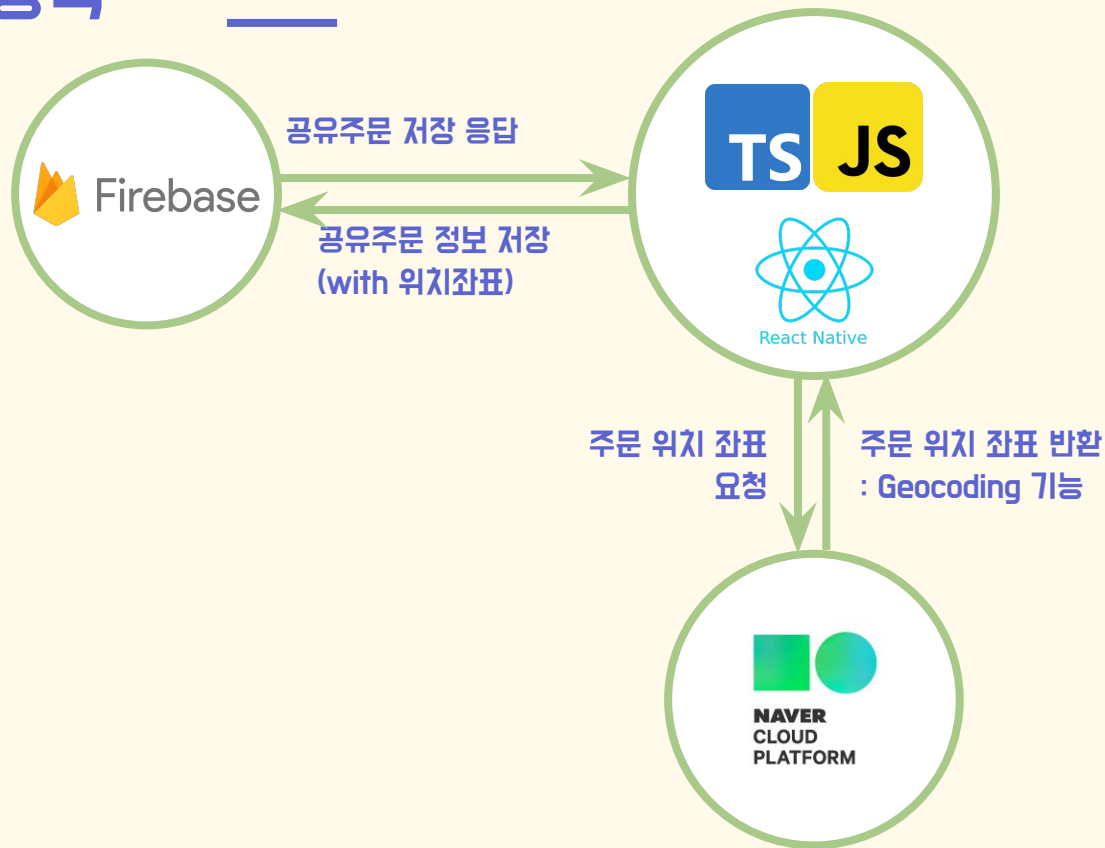 공유주문 저장 응답
Firebase
공유주문 정보 저장
(with 위치좌표)
TS JS
React Native
주문 위치 좌표
요청
주문 위치 좌표 반환
: Geocoding 기능
NAVER
CLOUD
PLATFORM